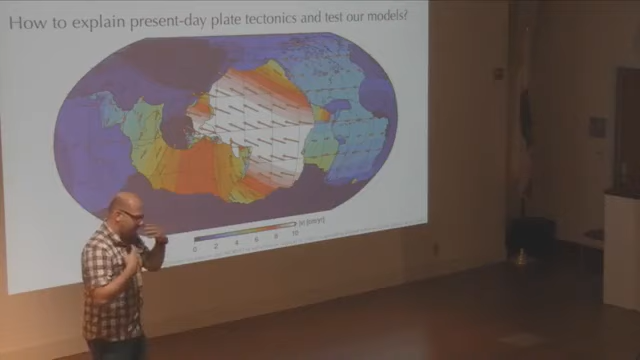 How to explain present-day plate tectonics and test our models?
0 2 4 6 8 10